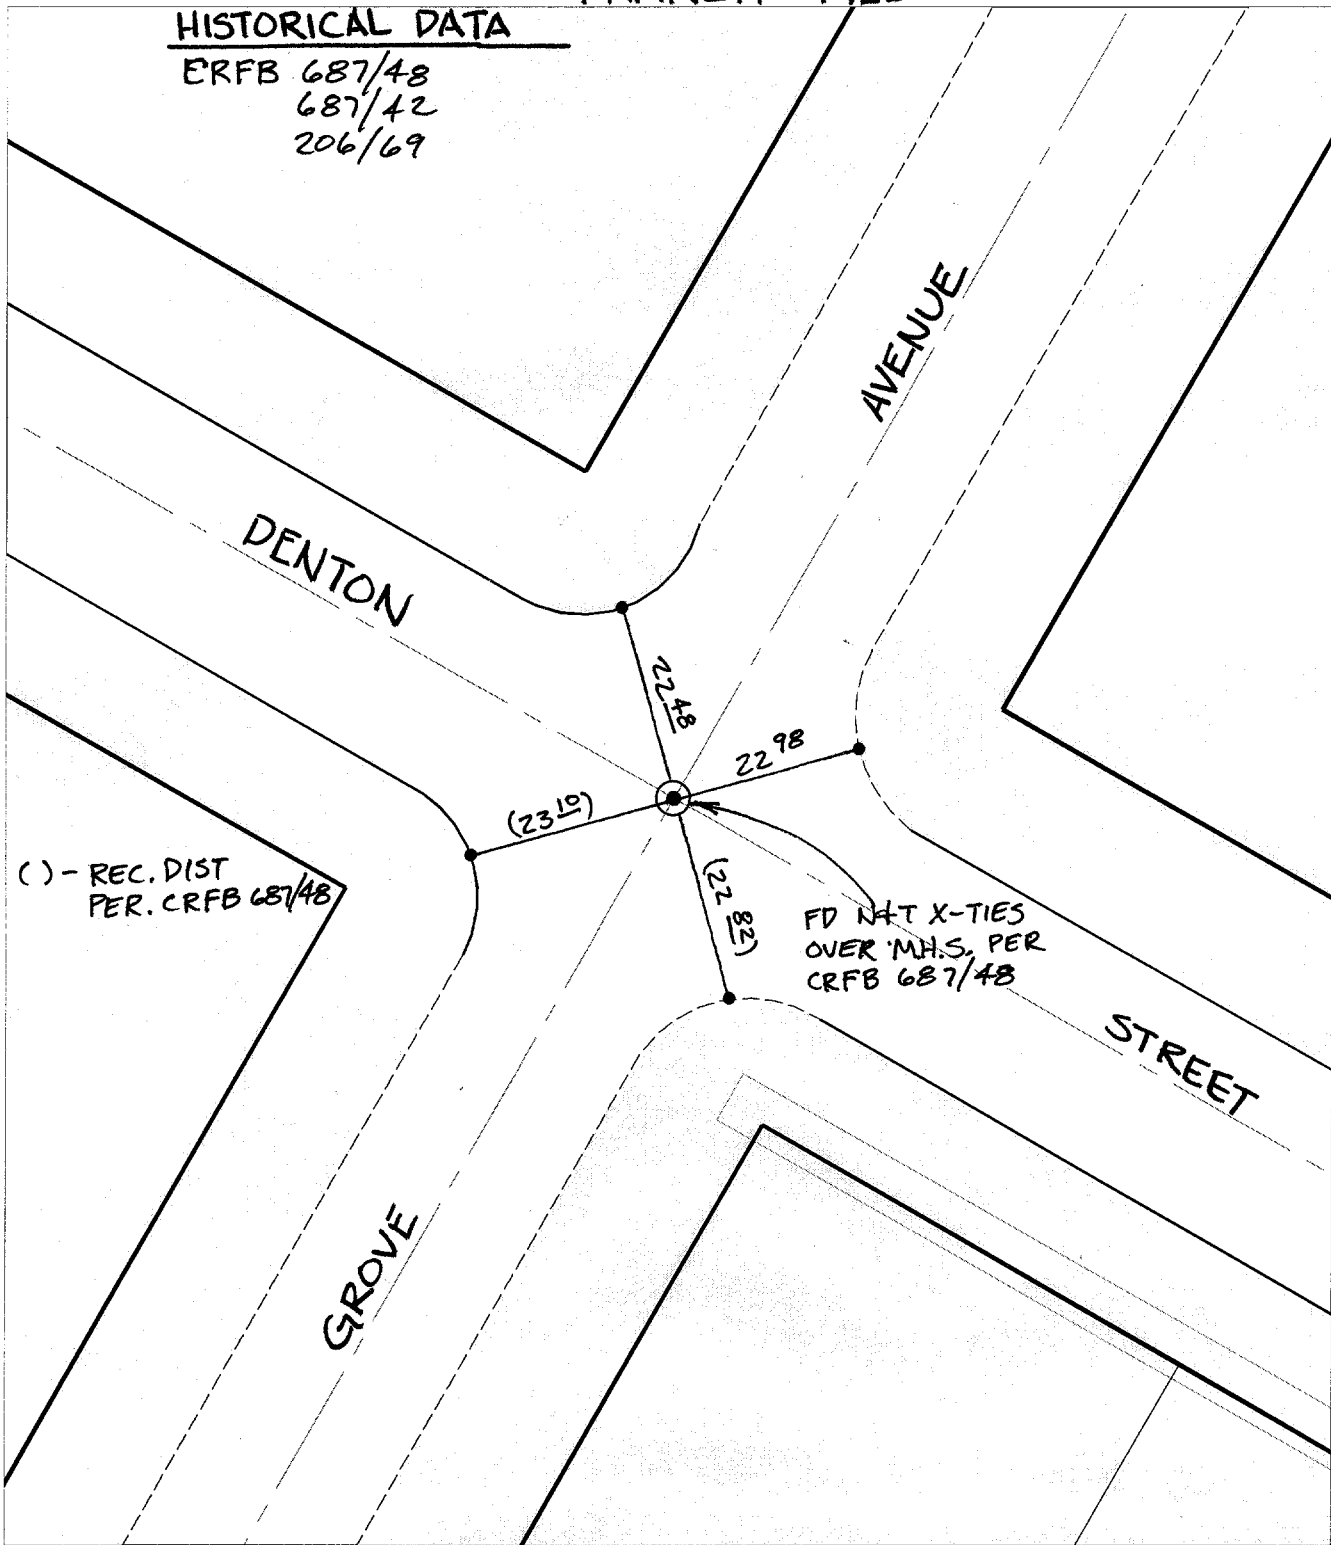 HISTORICAL DATA
ERFB 687/48
687/42
206/69
AVENUE
DENTON
22 48
22 98
(23 10)
(22 82)
( ) - REC. DIST
PER. CRFB 687/48
FD N&T X-TIES
OVER M.H.S. PER
CRFB 687/48
STREET
GROVE